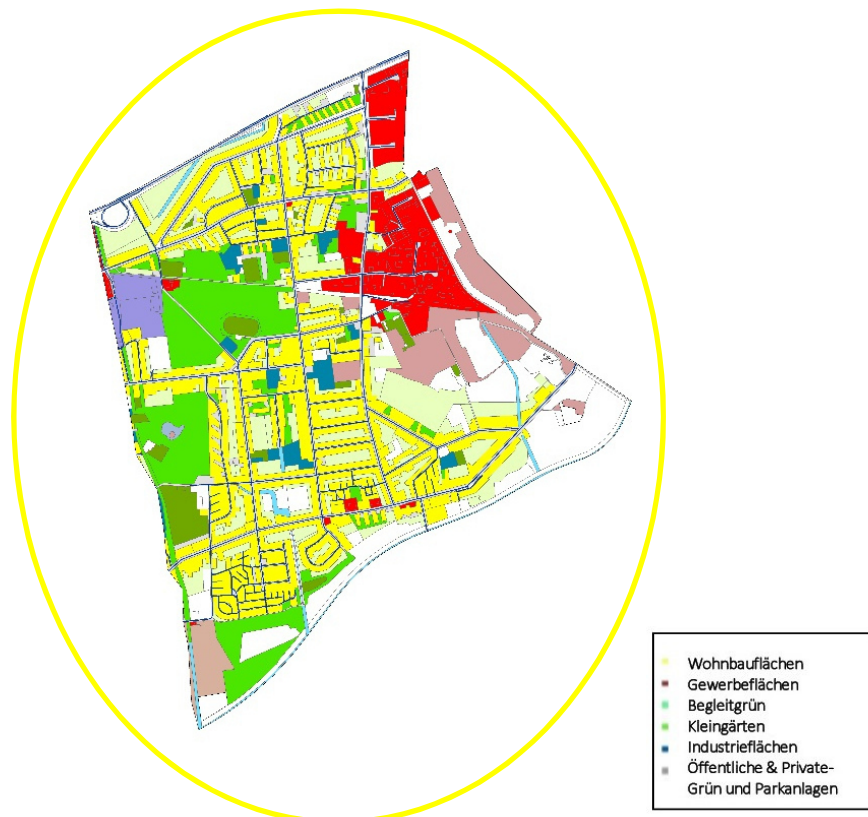 Wohnbauflächen
Gewerbeflächen
Begleitgrün
Kleingärten
Industrieflächen
Öffentliche & Private-
Grün und Parkanlagen